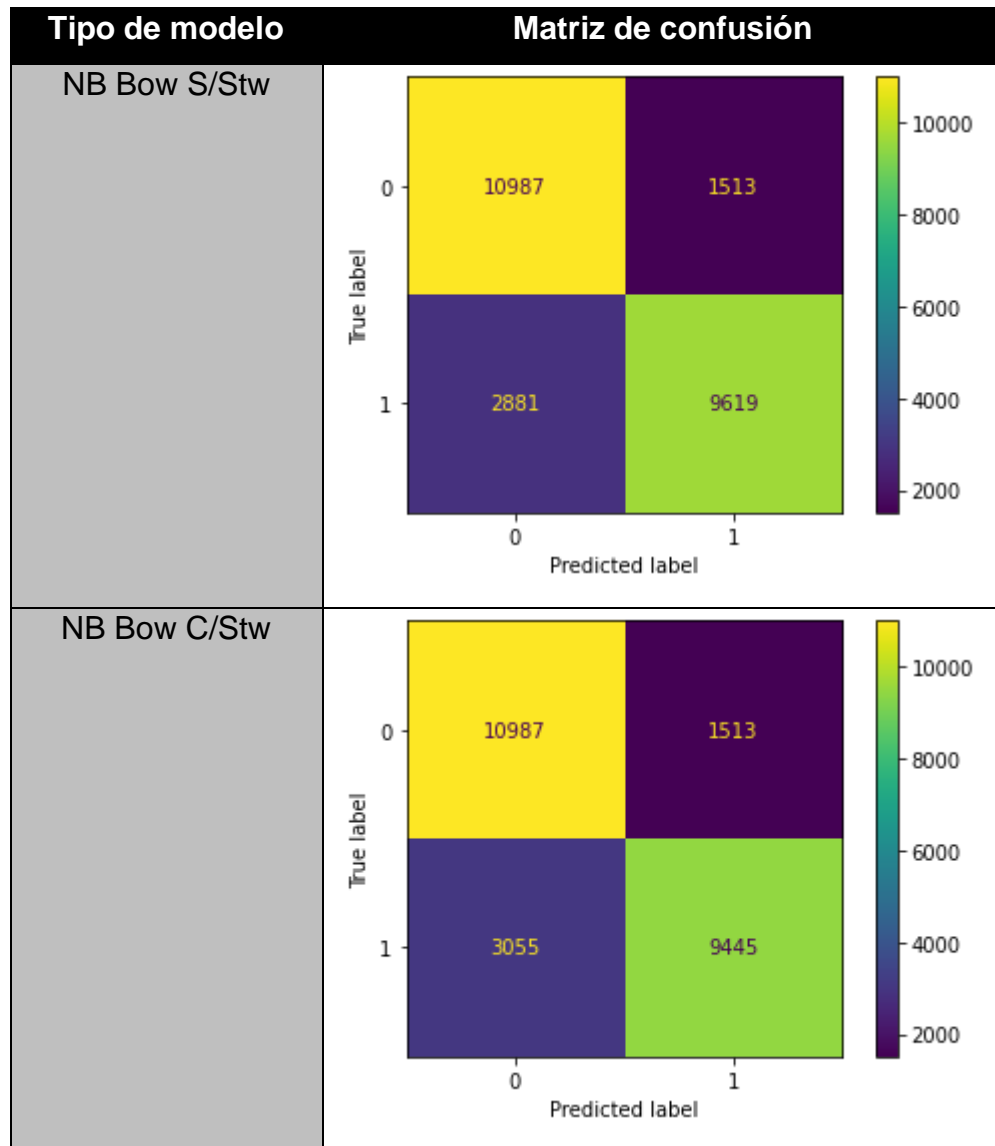 Tipo de modelo Matriz de confusión
NB Bow S/Stw
10000
0 10987 1513
8000
True label
6000
1 2881 9619
4000
2000
0 1
Predicted label
NB Bow C/Stw
10000
0 10987 1513
8000
True label
6000
1 3055 9445
4000
2000
0 1
Predicted label